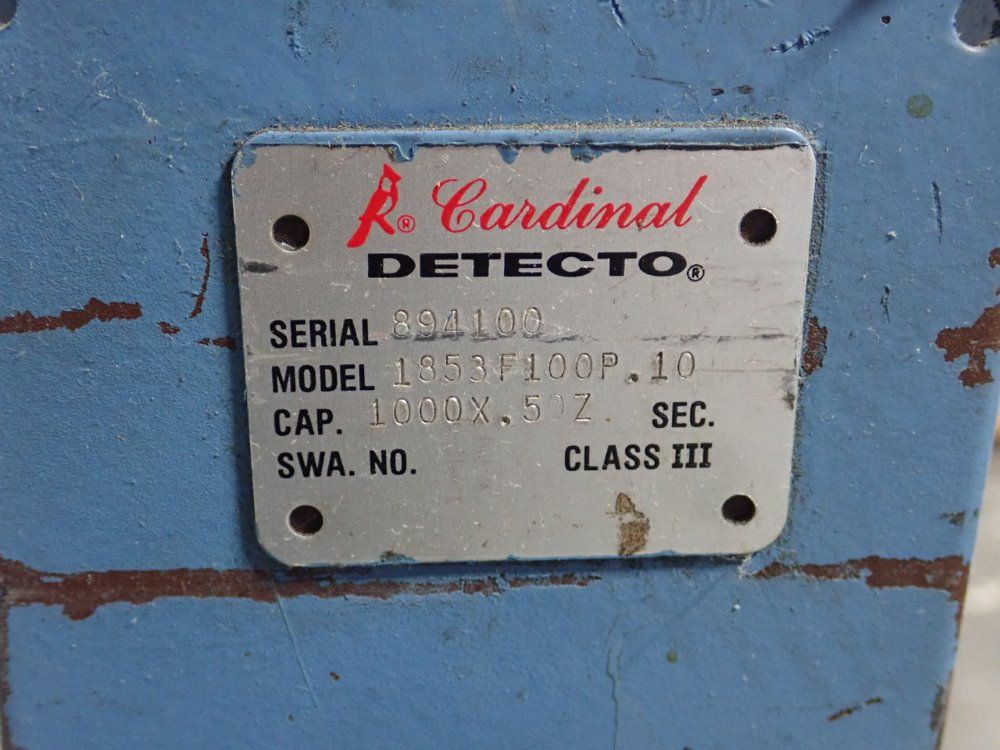 ® Cardinal
DETECTO®
SERIAL 894100
MODEL 1853F100P.10
CAP. 1000X.5OZ. SEC.
SWA. NO. CLASS III